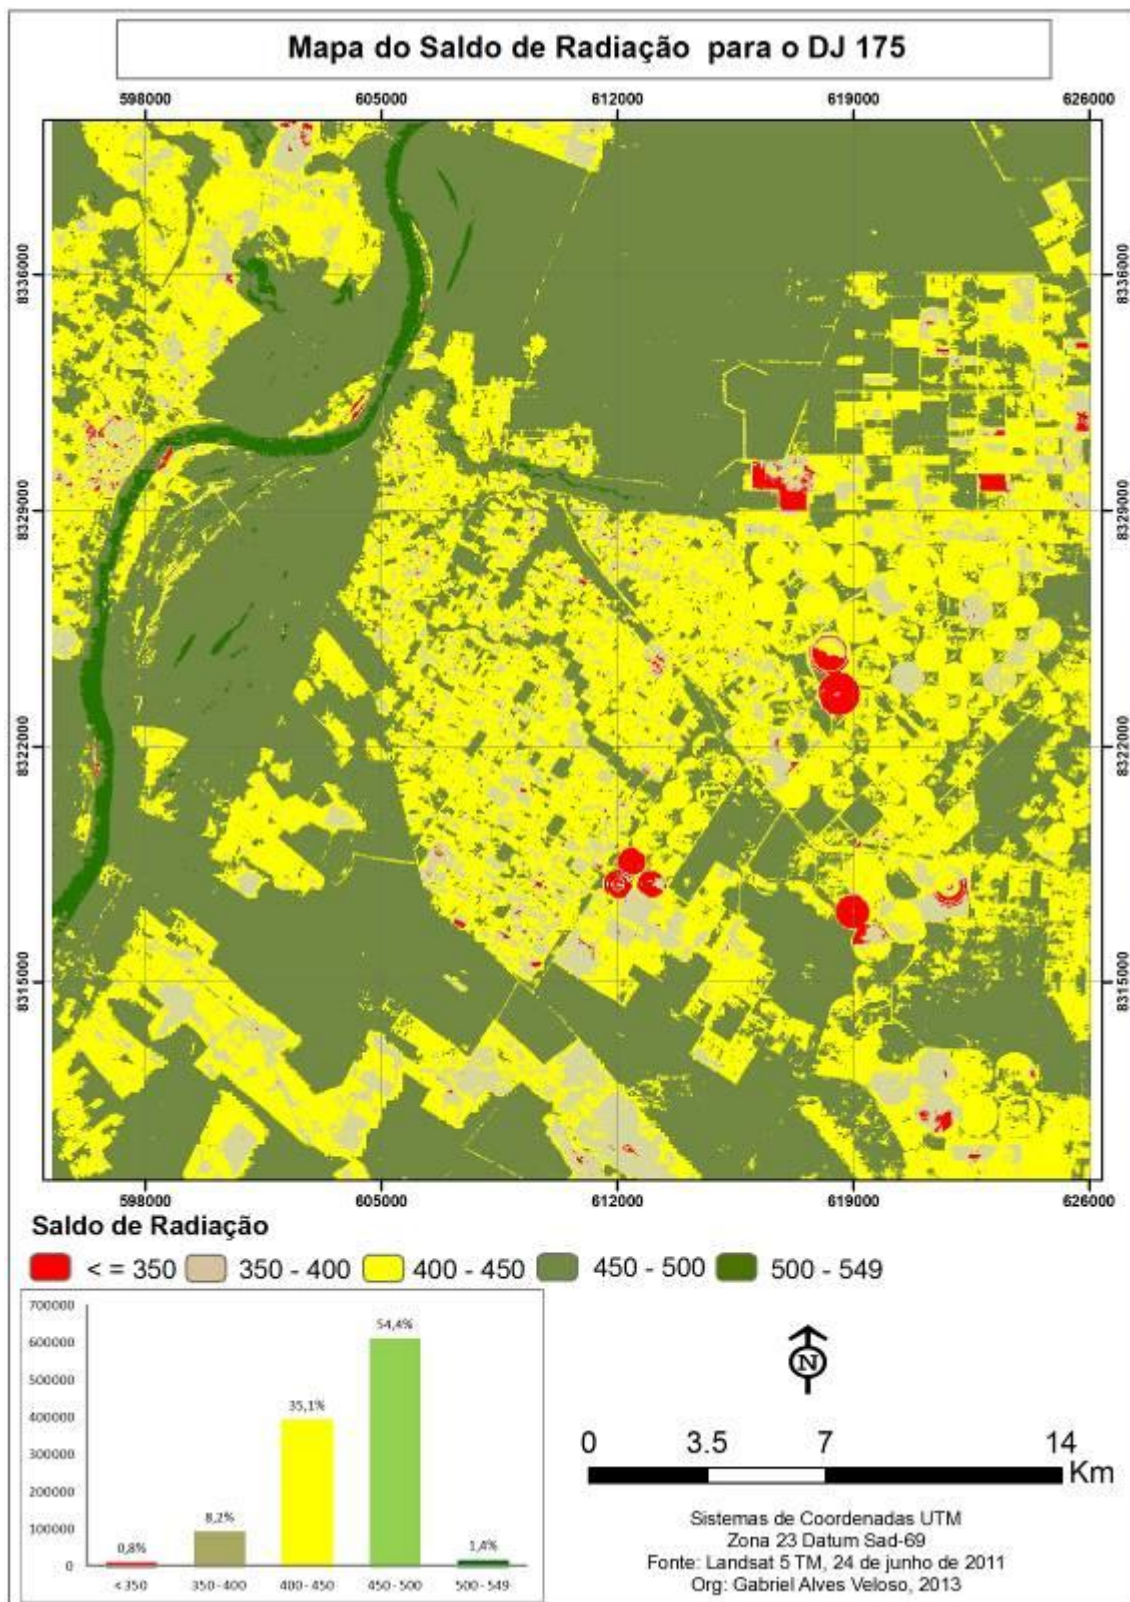 Mapa do Saldo de Radiação para o DJ 175
598000 605000 612000 619000 626000
8336000 8336000
8329000 8329000
8322000 8322000
8315000 8315000
598000 605000 612000 619000 626000
Saldo de Radiação
< = 350 350 - 400 400 - 450 450 - 500 500 - 549
700000
600000
500000
400000
300000
200000
100000
0
0,8%
8,2%
35,1%
54,4%
1,4%
<350 350-400 400-450 450-500 500-549
N
0 3.5 7 14
Km
Sistemas de Coordenadas UTM
Zona 23 Datum Sad-69
Fonte: Landsat 5 TM, 24 de junho de 2011
Org: Gabriel Alves Veloso, 2013